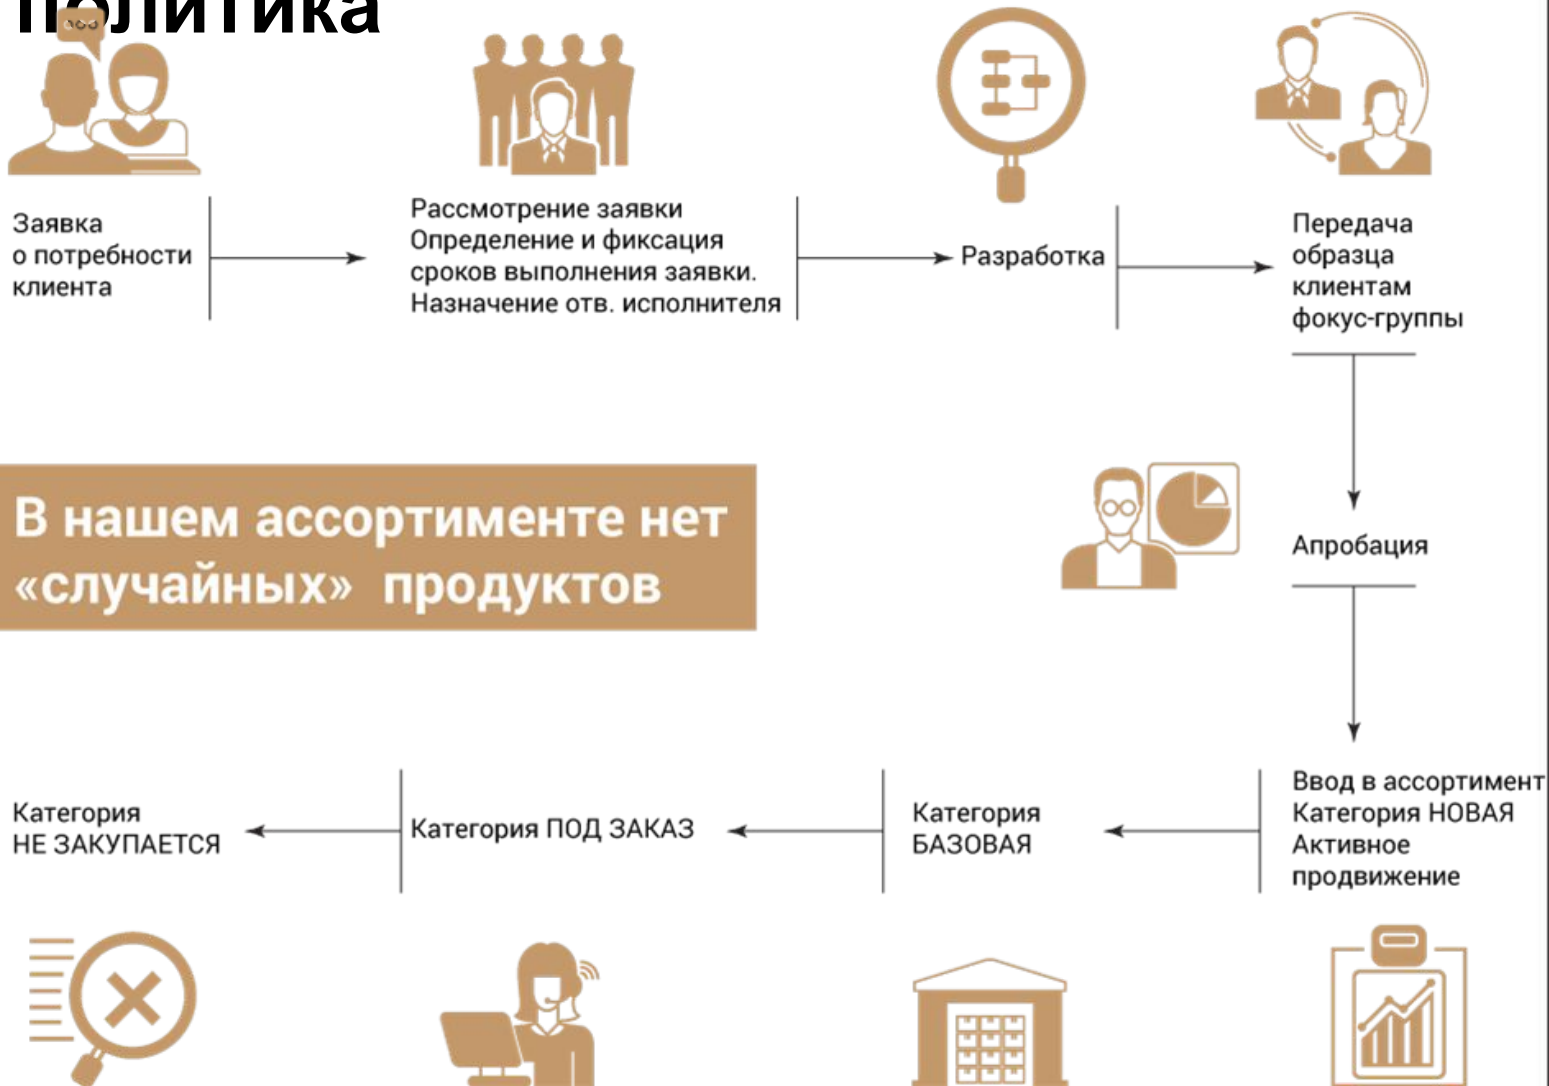 политика
Заявка
о потребности
клиента
Рассмотрение заявки
Определение и фиксация
сроков выполнения заявки.
Назначение отв. исполнителя
Разработка
Передача
образца
клиентам
фокус-группы
В нашем ассортименте нет
«случайных» продуктов
Апробация
Категория
НЕ ЗАКУПАЕТСЯ
Категория ПОД ЗАКАЗ
Категория
БАЗОВАЯ
Ввод в ассортимент
Категория НОВАЯ
Активное
продвижение